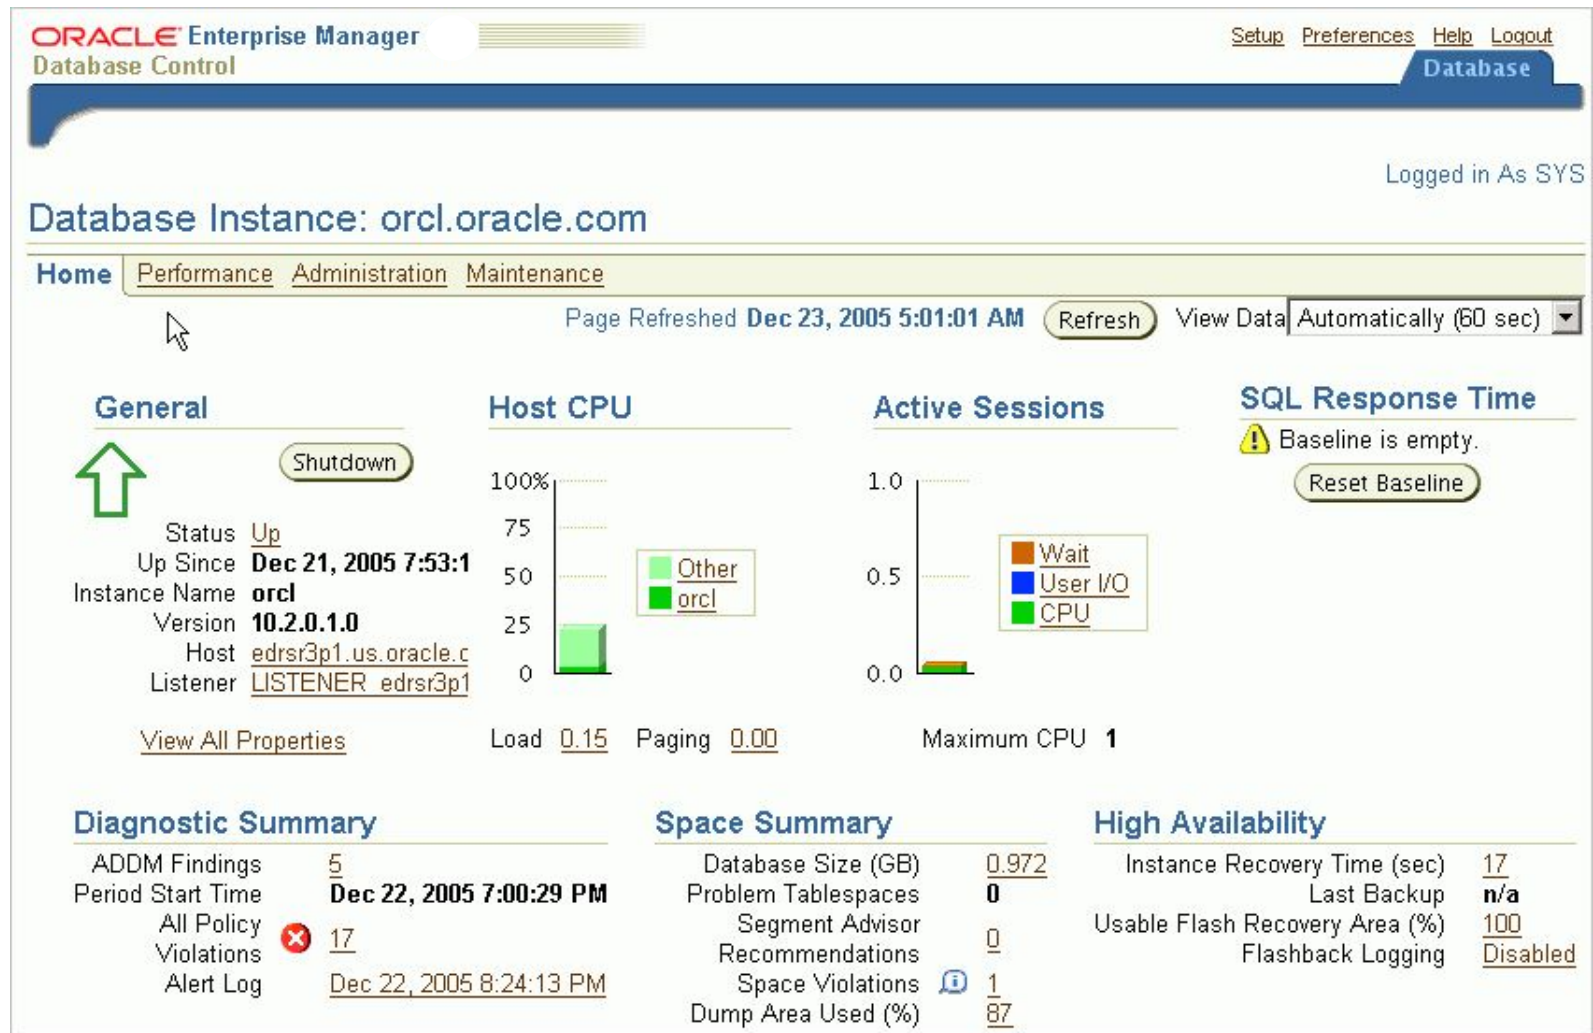 ORACLE Enterprise Manager
Database Control
Setup Preferences Help Logout
Database
Logged in As SYS
Database Instance: orcl.oracle.com
Home Performance Administration Maintenance
Page Refreshed Dec 23, 2005 5:01:01 AM Refresh View Data Automatically (60 sec)
General
Shutdown
Status Up
Up Since Dec 21, 2005 7:53:1
Instance Name orcl
Version 10.2.0.1.0
Host edrsr3p1.us.oracle.c
Listener LISTENER_edrsr3p1
View All Properties
Host CPU
100%
75
50
25
0
Other
orcl
Load 0.15 Paging 0.00
Active Sessions
1.0
0.5
0.0
Wait
User I/O
CPU
Maximum CPU 1
SQL Response Time
Baseline is empty.
Reset Baseline
Diagnostic Summary
ADDM Findings 5
Period Start Time Dec 22, 2005 7:00:29 PM
All Policy
Violations 17
Alert Log Dec 22, 2005 8:24:13 PM
Space Summary
Database Size (GB) 0.972
Problem Tablespaces 0
Segment Advisor
Recommendations 0
Space Violations 1
Dump Area Used (%) 87
High Availability
Instance Recovery Time (sec) 17
Last Backup n/a
Usable Flash Recovery Area (%) 100
Flashback Logging Disabled